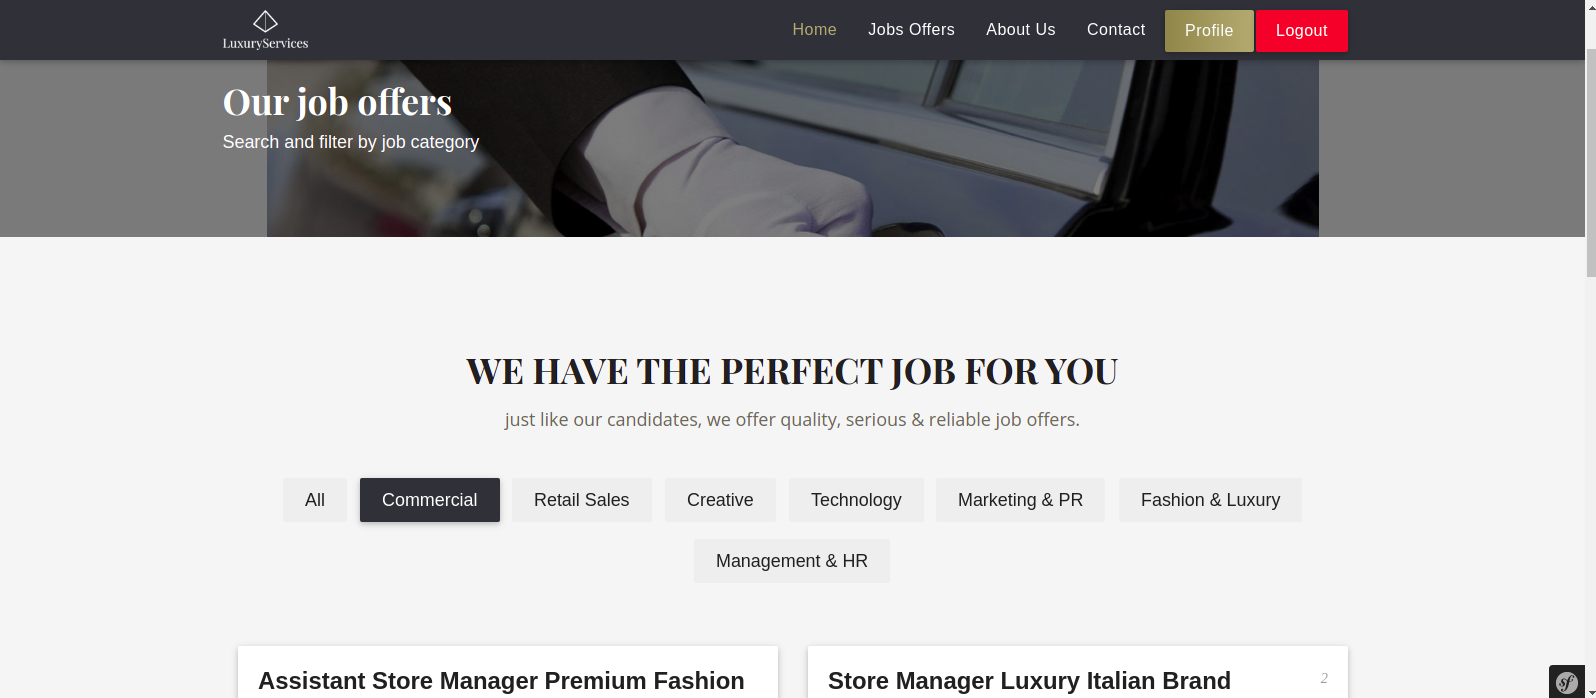 LuxuryServices
Home Jobs Offers About Us Contact Profile Logout
Our job offers
Search and filter by job category
WE HAVE THE PERFECT JOB FOR YOU
just like our candidates, we offer quality, serious & reliable job offers.
All Commercial Retail Sales Creative Technology Marketing & PR Fashion & Luxury
Management & HR
Assistant Store Manager Premium Fashion
Store Manager Luxury Italian Brand 2
sf